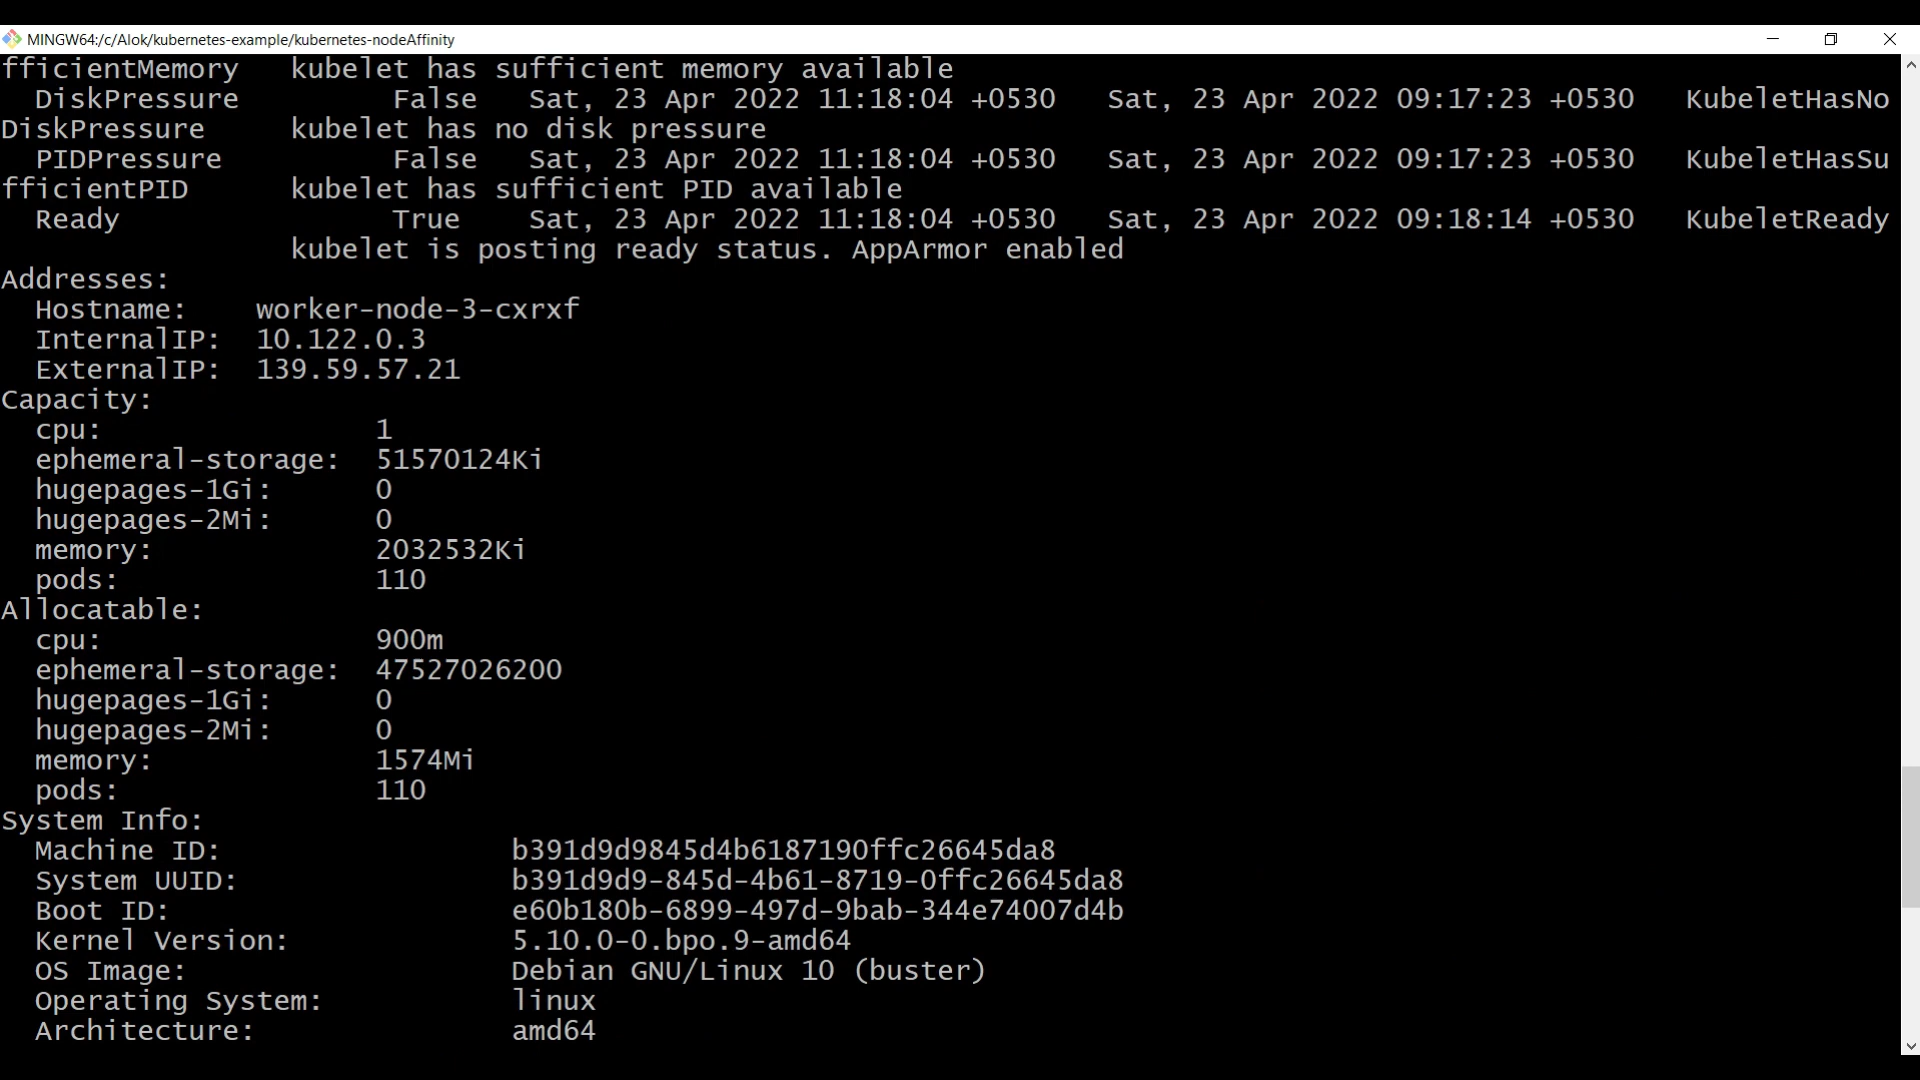 MINGW64:/c/Alok/kubernetes-example/kubernetes-nodeAffinity
fficientMemory   kubelet has sufficient memory available
  DiskPressure         False   Sat, 23 Apr 2022 11:18:04 +0530   Sat, 23 Apr 2022 09:17:23 +0530   KubeletHasNo
DiskPressure     kubelet has no disk pressure
  PIDPressure          False   Sat, 23 Apr 2022 11:18:04 +0530   Sat, 23 Apr 2022 09:17:23 +0530   KubeletHasSu
fficientPID      kubelet has sufficient PID available
  Ready                True    Sat, 23 Apr 2022 11:18:04 +0530   Sat, 23 Apr 2022 09:18:14 +0530   KubeletReady
                 kubelet is posting ready status. AppArmor enabled
Addresses:
  Hostname:    worker-node-3-cxrxf
  InternalIP:  10.122.0.3
  ExternalIP:  139.59.57.21
Capacity:
  cpu:                1
  ephemeral-storage:  51570124Ki
  hugepages-1Gi:      0
  hugepages-2Mi:      0
  memory:             2032532Ki
  pods:               110
Allocatable:
  cpu:                900m
  ephemeral-storage:  47527026200
  hugepages-1Gi:      0
  hugepages-2Mi:      0
  memory:             1574Mi
  pods:               110
System Info:
  Machine ID:                 b391d9d9845d4b6187190ffc26645da8
  System UUID:                b391d9d9-845d-4b61-8719-0ffc26645da8
  Boot ID:                    e60b180b-6899-497d-9bab-344e74007d4b
  Kernel Version:             5.10.0-0.bpo.9-amd64
  OS Image:                   Debian GNU/Linux 10 (buster)
  Operating System:           linux
  Architecture:               amd64